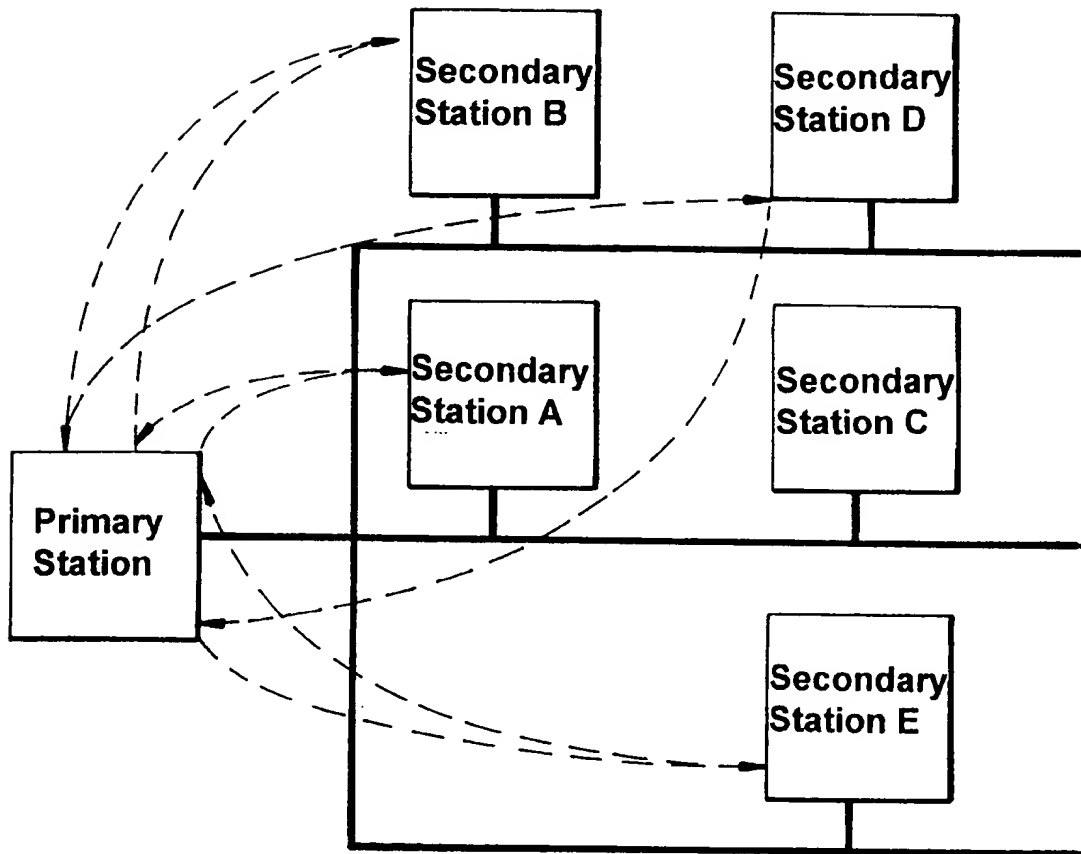 Secondary
Station B
Secondary
Station D
Secondary
Station A
Secondary
Station C
Primary
Station
Secondary
Station E